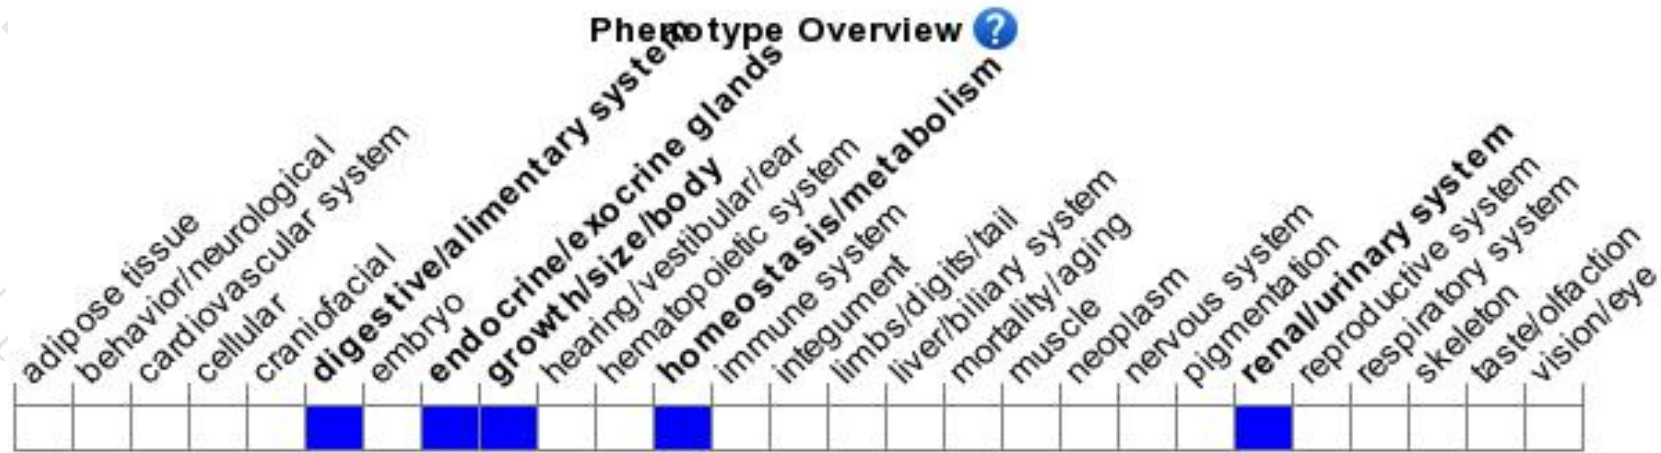 Phenotype Overview ?
adipose tissue
behavior/neurological
cardiovascular system
cellular
craniofacial
digestive/alimentary system
embryo
endocrine/exocrine glands
growth/size/body
hearing/vestibular/ear
hematopoietic system
homeostasis/metabolism
immune system
integument
limbs/digits/tail
liver/biliary system
mortality/aging
muscle
neoplasm
nervous system
pigmentation
renal/urinary system
reproductive system
respiratory system
skeleton
taste/olfaction
vision/eye